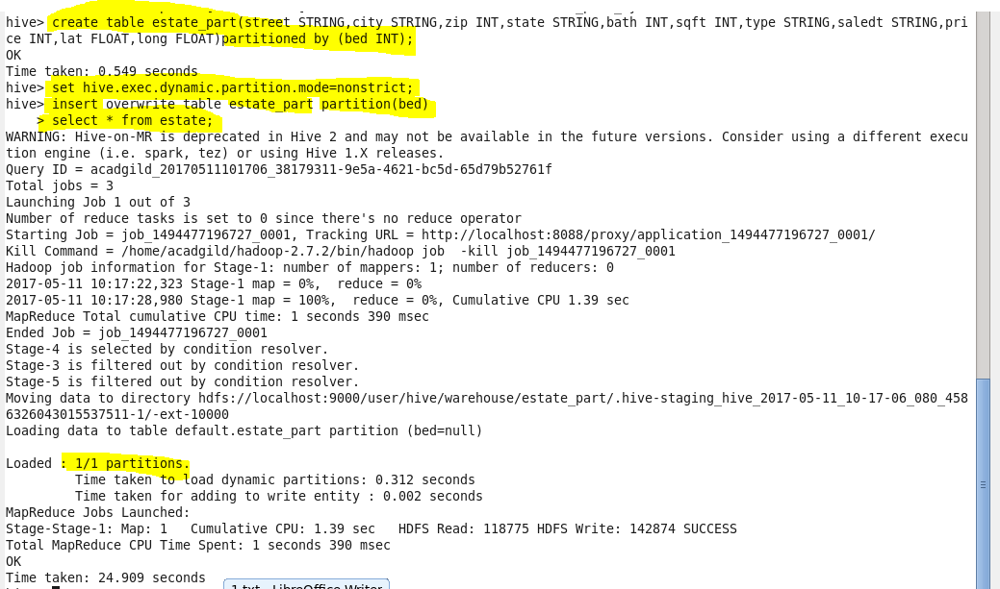 hive> create table estate_part(street STRING,city STRING,zip INT,state STRING,bath INT,sqft INT,type STRING,saledt STRING,pri
ce INT,lat FLOAT,long FLOAT)partitioned by (bed INT);
OK
Time taken: 0.549 seconds
hive> set hive.exec.dynamic.partition.mode=nonstrict;
hive> insert overwrite table estate_part partition(bed)
    > select * from estate;
WARNING: Hive-on-MR is deprecated in Hive 2 and may not be available in the future versions. Consider using a different execu
tion engine (i.e. spark, tez) or using Hive 1.X releases.
Query ID = acadgild_20170511101706_38179311-9e5a-4621-bc5d-65d79b52761f
Total jobs = 3
Launching Job 1 out of 3
Number of reduce tasks is set to 0 since there's no reduce operator
Starting Job = job_1494477196727_0001, Tracking URL = http://localhost:8088/proxy/application_1494477196727_0001/
Kill Command = /home/acadgild/hadoop-2.7.2/bin/hadoop job  -kill job_1494477196727_0001
Hadoop job information for Stage-1: number of mappers: 1; number of reducers: 0
2017-05-11 10:17:22,323 Stage-1 map = 0%,  reduce = 0%
2017-05-11 10:17:28,980 Stage-1 map = 100%,  reduce = 0%, Cumulative CPU 1.39 sec
MapReduce Total cumulative CPU time: 1 seconds 390 msec
Ended Job = job_1494477196727_0001
Stage-4 is selected by condition resolver.
Stage-3 is filtered out by condition resolver.
Stage-5 is filtered out by condition resolver.
Moving data to directory hdfs://localhost:9000/user/hive/warehouse/estate_part/.hive-staging_hive_2017-05-11_10-17-06_080_458
6326043015537511-1/-ext-10000
Loading data to table default.estate_part partition (bed=null)

Loaded : 1/1 partitions.
         Time taken to load dynamic partitions: 0.312 seconds
         Time taken for adding to write entity : 0.002 seconds
MapReduce Jobs Launched:
Stage-Stage-1: Map: 1   Cumulative CPU: 1.39 sec   HDFS Read: 118775 HDFS Write: 142874 SUCCESS
Total MapReduce CPU Time Spent: 1 seconds 390 msec
OK
Time taken: 24.909 seconds
1.txt - LibreOffice Writer